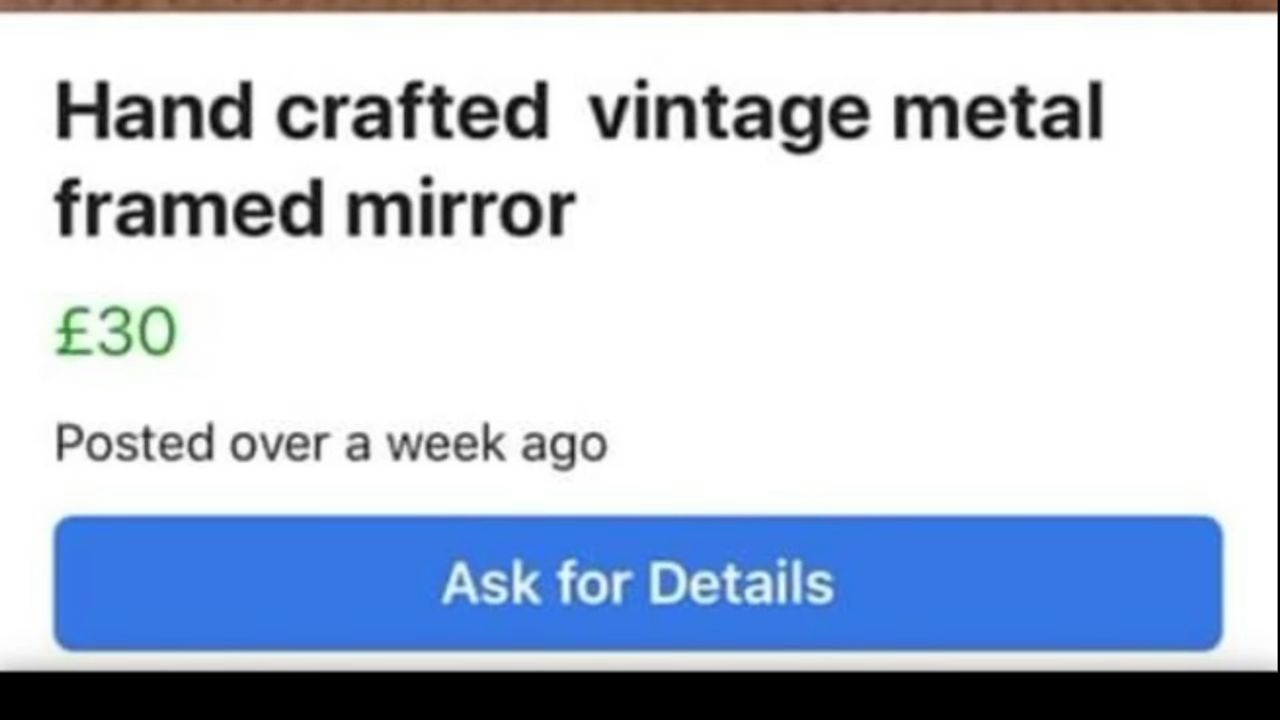 Hand crafted  vintage metal
framed mirror
£30
Posted over a week ago
Ask for Details